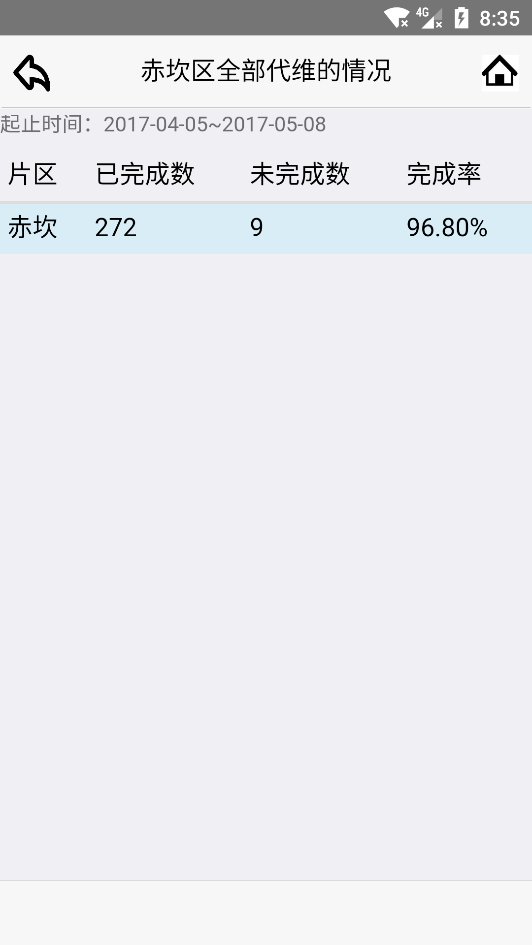 4G 8:35
赤坎区全部代维的情况
起止时间：2017-04-05~2017-05-08
片区 已完成数 未完成数 完成率
赤坎 272 9 96.80%